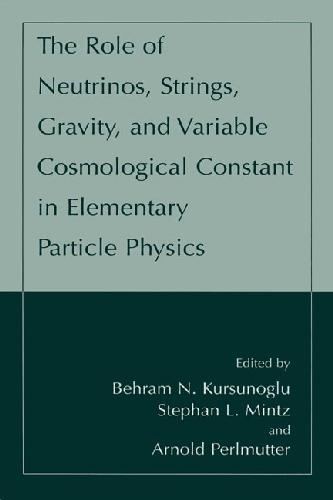 The Role of
Neutrinos, Strings,
Gravity, and Variable
Cosmological Constant
in Elementary
Particle Physics
Edited by
Behram N. Kursunoglu
Stephan L. Mintz
and
Arnold Perlmutter